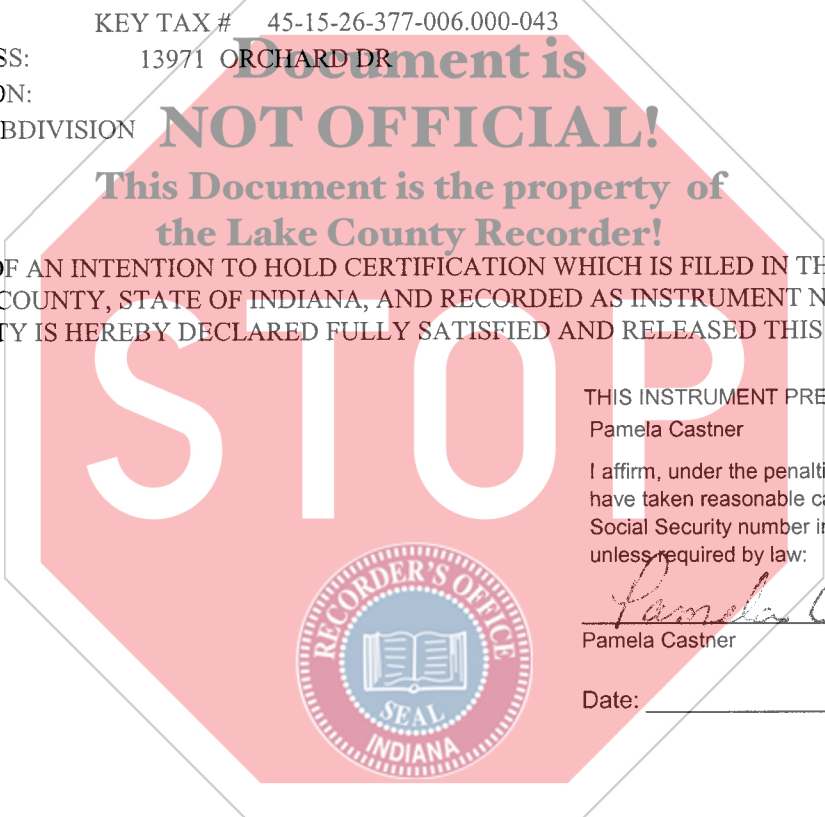 KEY TAX # 45-15-26-377-006.000-043
SS: 13971 ORCHARD DR
ON:
BDIVISION
Document is
NOT OFFICIAL!
This Document is the property of
the Lake County Recorder!
OF AN INTENTION TO HOLD CERTIFICATION WHICH IS FILED IN TH
COUNTY, STATE OF INDIANA, AND RECORDED AS INSTRUMENT N
TY IS HEREBY DECLARED FULLY SATISFIED AND RELEASED THIS
STOP
THIS INSTRUMENT PRE
Pamela Castner
I affirm, under the penalti
have taken reasonable ca
Social Security number in
unless required by law:
Pamela C
Pamela Castner
Date:
RECORDER'S OFFICE
SEAL
INDIANA